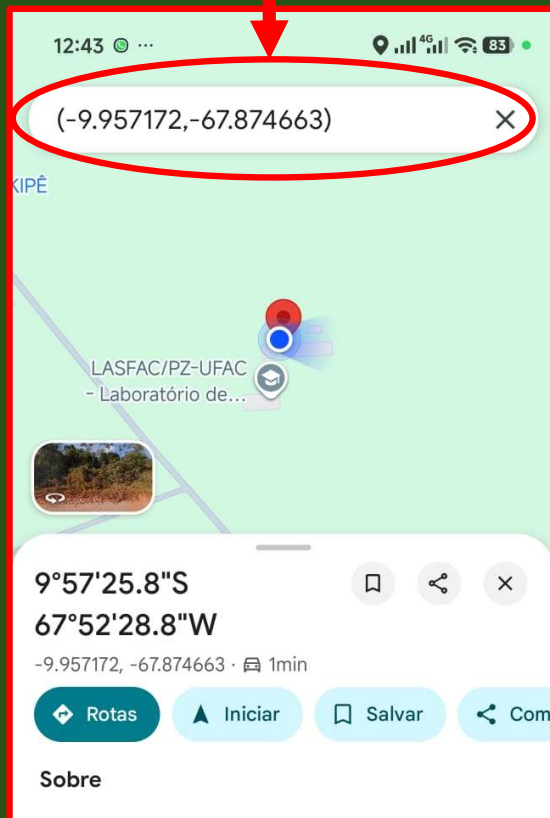 12:43 ...
4G 83
(-9.957172,-67.874663)
KIPÊ
LASFAC/PZ-UFAC
- Laboratório de...
9°57'25.8"S
67°52'28.8"W
-9.957172, -67.874663 · 1min
Rotas Iniciar Salvar Com
Sobre